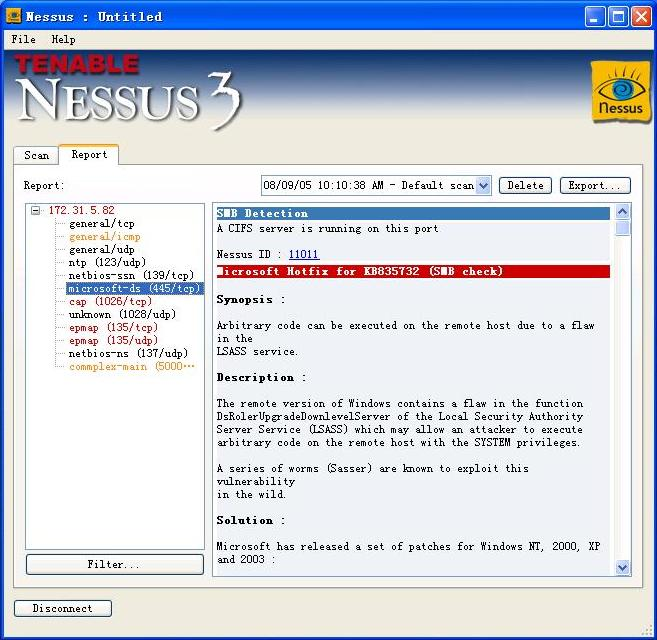 Nessus : Untitled
File Help
TENABLE
NESSUS 3
Nessus
Scan Report
Report: 08/09/05 10:10:38 AM - Default scan Delete Export...
172.31.5.82
general/tcp
general/icmp
general/udp
ntp (123/udp)
netbios-ssn (139/tcp)
microsoft-ds (445/tcp)
cap (1026/tcp)
unknown (1028/udp)
epmap (135/tcp)
epmap (135/udp)
netbios-ns (137/udp)
commplex-main (5000...
Filter...
SMB Detection
A CIFS server is running on this port
Nessus ID : 11011
Microsoft Hotfix for KB835732 (SMB check)
Synopsis :
Arbitrary code can be executed on the remote host due to a flaw
in the
LSASS service.
Description :
The remote version of Windows contains a flaw in the function
DsRolerUpgradeDownlevelServer of the Local Security Authority
Server Service (LSASS) which may allow an attacker to execute
arbitrary code on the remote host with the SYSTEM privileges.
A series of worms (Sasser) are known to exploit this
vulnerability
in the wild.
Solution :
Microsoft has released a set of patches for Windows NT, 2000, XP
and 2003 :
Disconnect